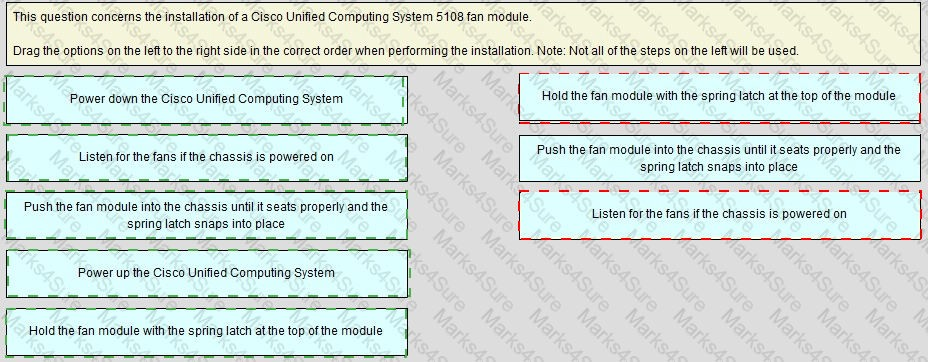 This question concerns the installation of a Cisco Unified Computing System 5108 fan module.
Drag the options on the left to the right side in the correct order when performing the installation. Note: Not all of the steps on the left will be used.
Power down the Cisco Unified Computing System
Hold the fan module with the spring latch at the top of the module
Listen for the fans if the chassis is powered on
Push the fan module into the chassis until it seats properly and the
spring latch snaps into place
Push the fan module into the chassis until it seats properly and the
spring latch snaps into place
Listen for the fans if the chassis is powered on
Power up the Cisco Unified Computing System
Hold the fan module with the spring latch at the top of the module
Marks4Sure